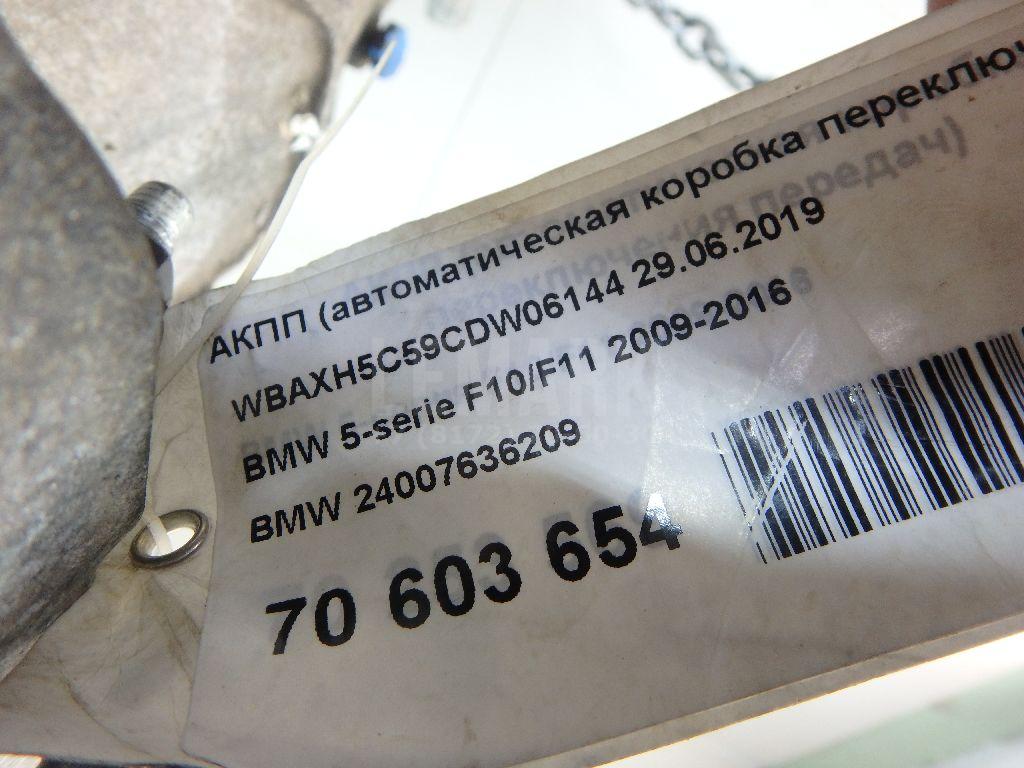 АКПП (автоматическая коробка переключ
WBAXH5C59CDW06144 29.06.2019
BMW 5-serie F10/F11 2009-2016
BMW 24007636209
70 603 654